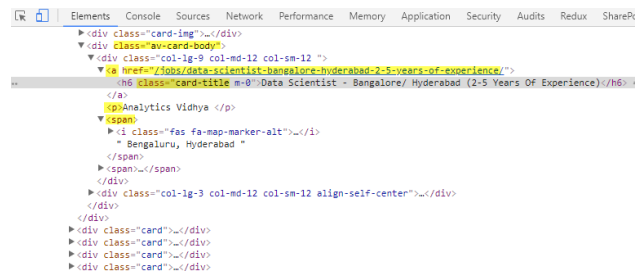 Elements Console Sources Network Performance Memory Application Security Audits Redux SharePo
▶<div class="card-img">…</div>
▼<div class="av-card-body">
▼<div class="col-lg-9 col-md-12 col-sm-12 ">
▼<a href="/jobs/data-scientist-bangalore-hyderabad-2-5-years-of-experience/">
… <h6 class="card-title m-0">Data Scientist - Bangalore/ Hyderabad (2-5 Years Of Experience)</h6>
</a>
<p>Analytics Vidhya </p>
▼<span>
▶<i class="fas fa-map-marker-alt">…</i>
" Bengaluru, Hyderabad "
</span>
▶<span>…</span>
</div>
▶<div class="col-lg-3 col-md-12 col-sm-12 align-self-center">…</div>
</div>
</div>
▶<div class="card">…</div>
▶<div class="card">…</div>
▶<div class="card">…</div>
▶<div class="card">…</div>